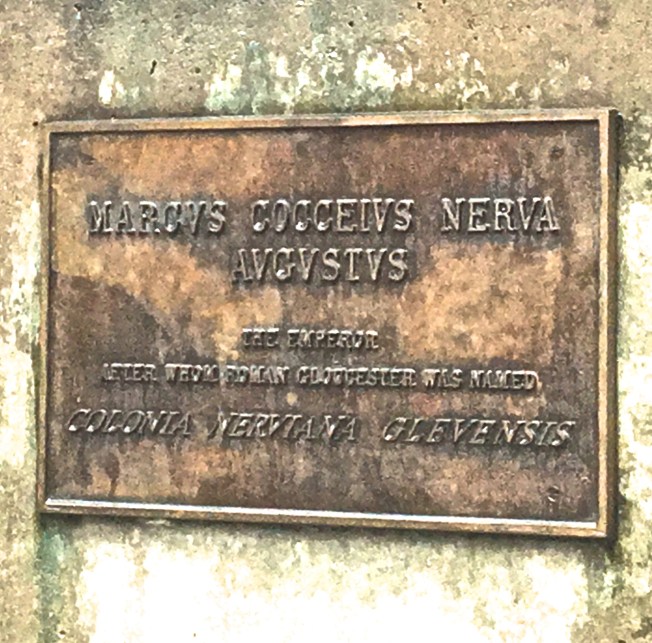 MARCVS COCCEIVS NERVA
AVGVSTVS
THE EMPEROR
AFTER WHOM ROMAN GLOUCESTER WAS NAMED
COLONIA NERVIANA GLEVENSIS